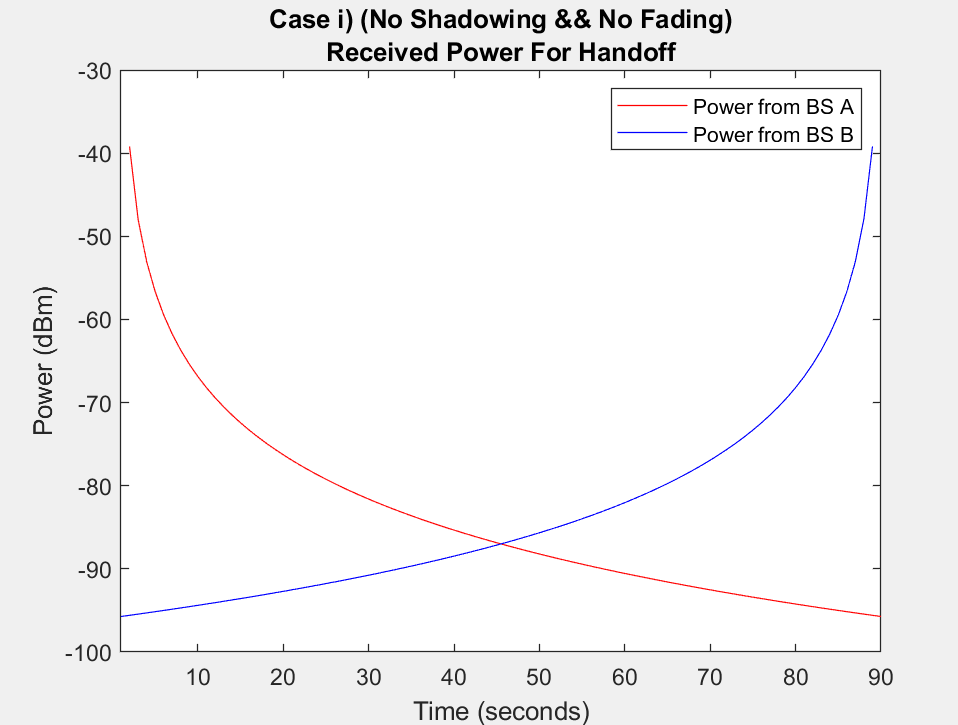 Case i) (No Shadowing && No Fading)
Received Power For Handoff
Power from BS A
Power from BS B
Power (dBm)
-30
-40
-50
-60
-70
-80
-90
-100
10 20 30 40 50 60 70 80 90
Time (seconds)